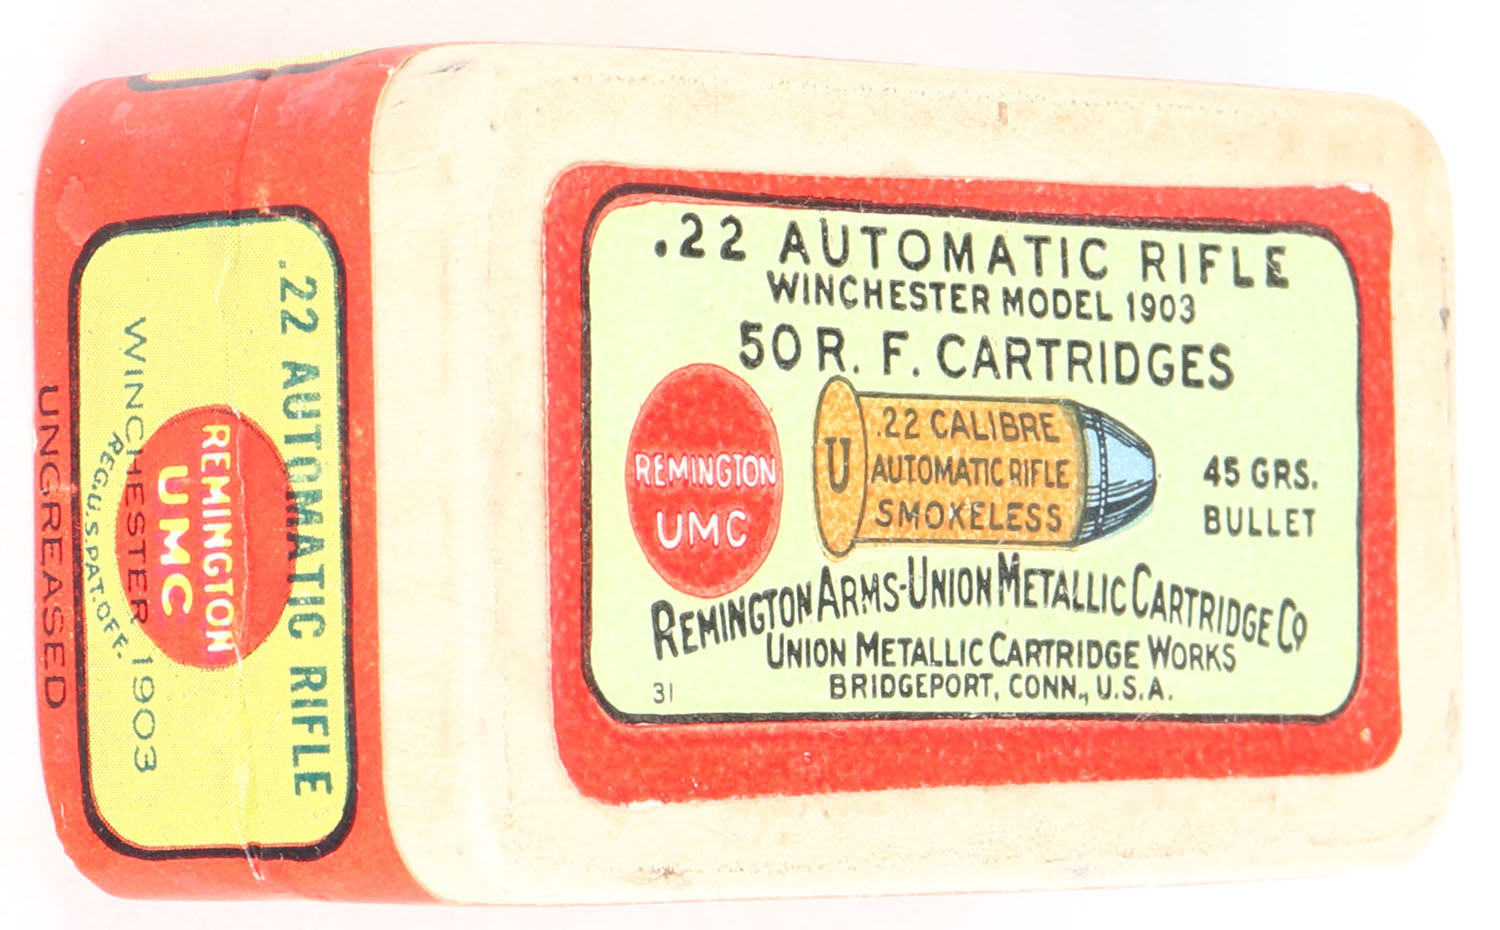 .22 AUTOMATIC RIFLE
WINCHESTER MODEL 1903
50 R. F. CARTRIDGES
REMINGTON
UMC
U
.22 CALIBRE
AUTOMATIC RIFLE
SMOKELESS
45 GRS.
BULLET
REMINGTON ARMS-UNION METALLIC CARTRIDGE CO
UNION METALLIC CARTRIDGE WORKS
BRIDGEPORT, CONN., U.S.A.
31
.22 AUTOMATIC RIFLE
REMINGTON
UMC
WINCHESTER 1903
REG. U.S. PAT. OFF.
UNGREASED